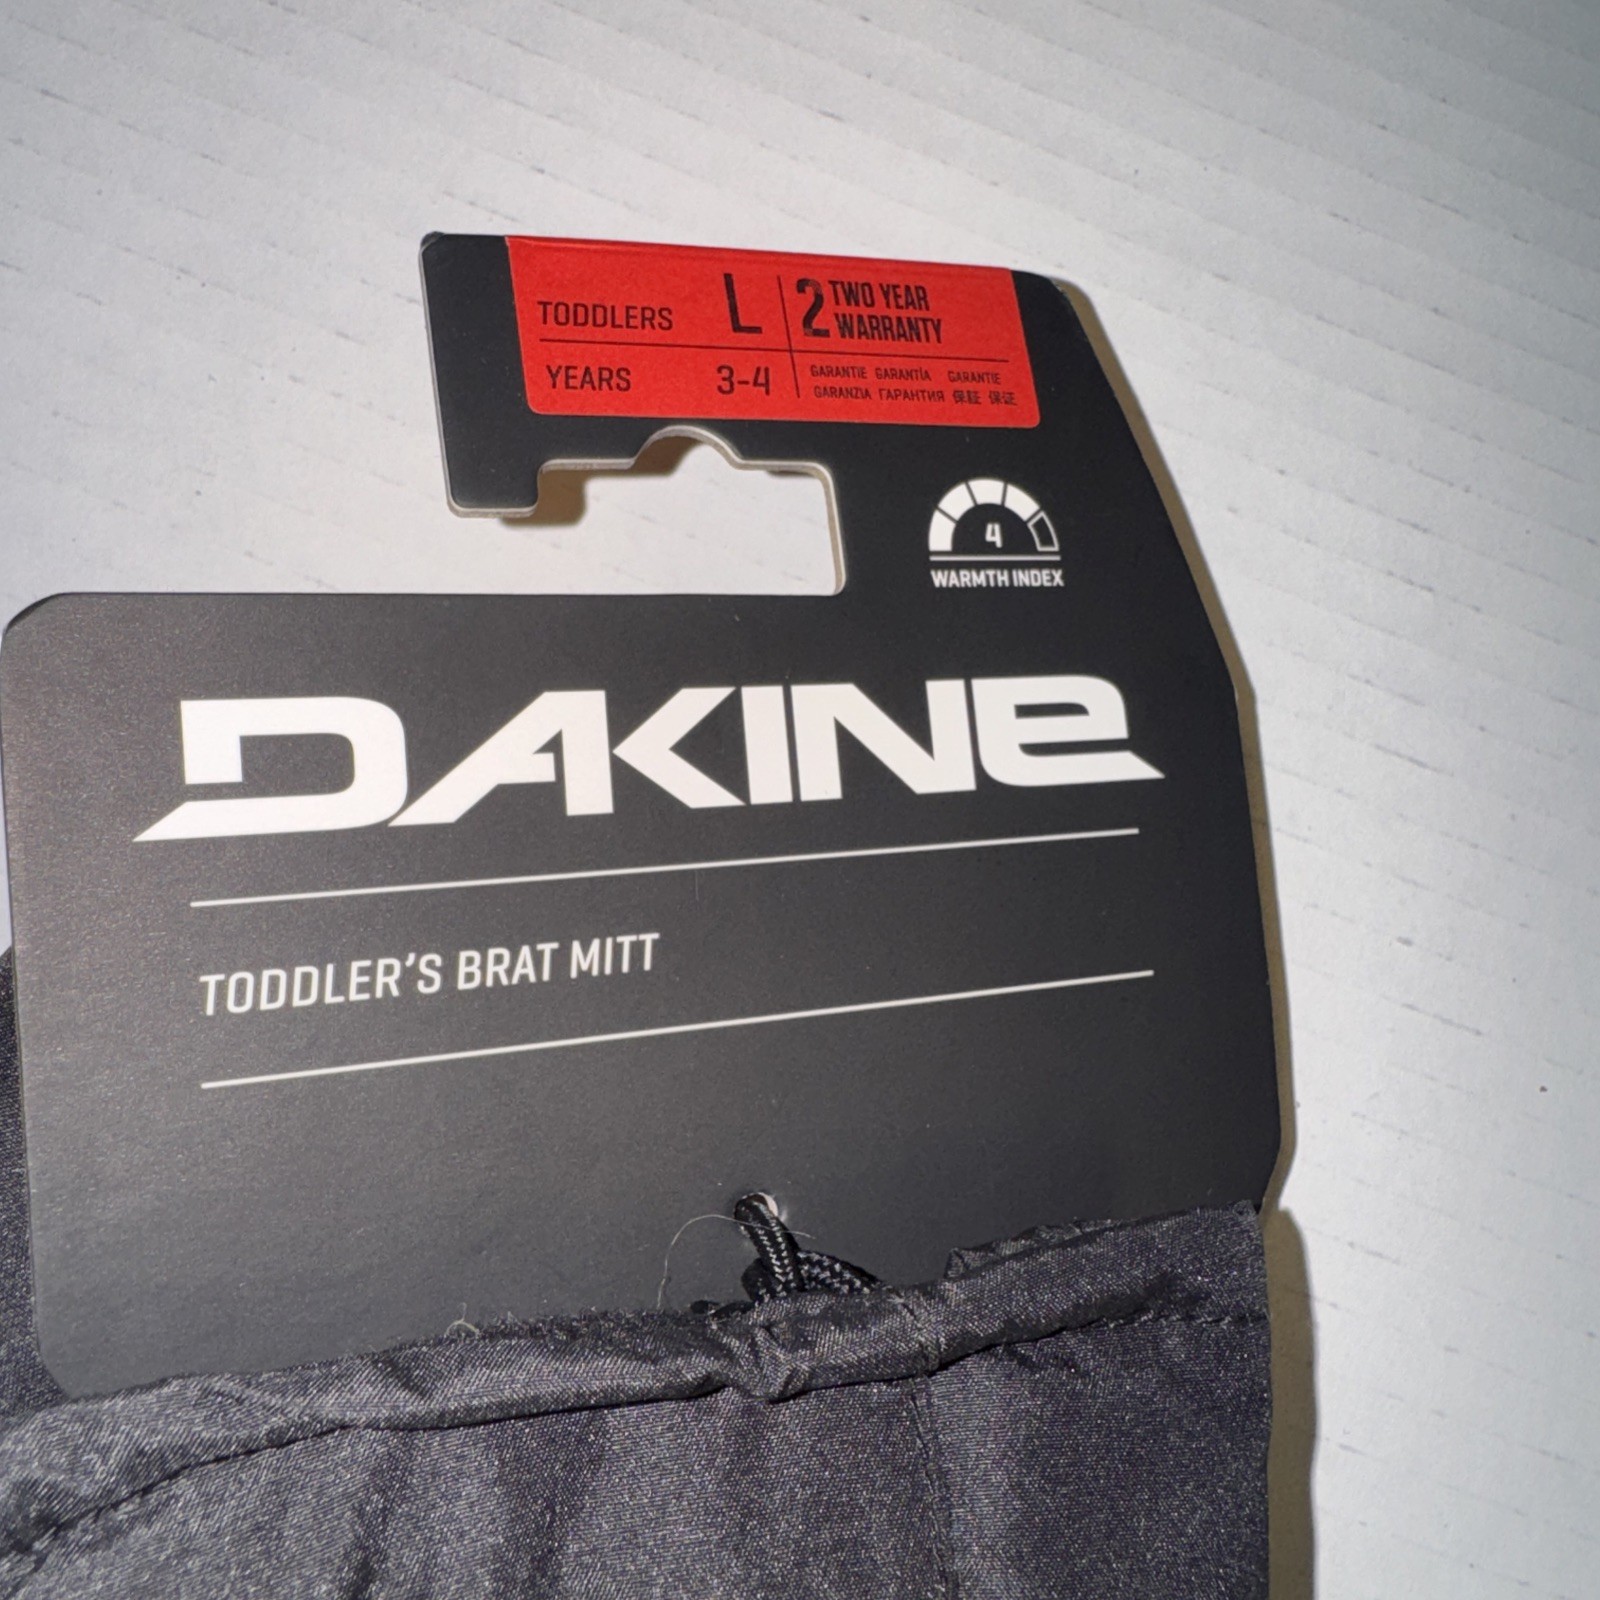 TODDLERS L
YEARS 3-4
2 TWO YEAR
WARRANTY
GARANTIE GARANTÍA GARANTIE
GARANZIA ГАРАНТИЯ 保証 保证
4
WARMTH INDEX
DAKINE
TODDLER'S BRAT MITT